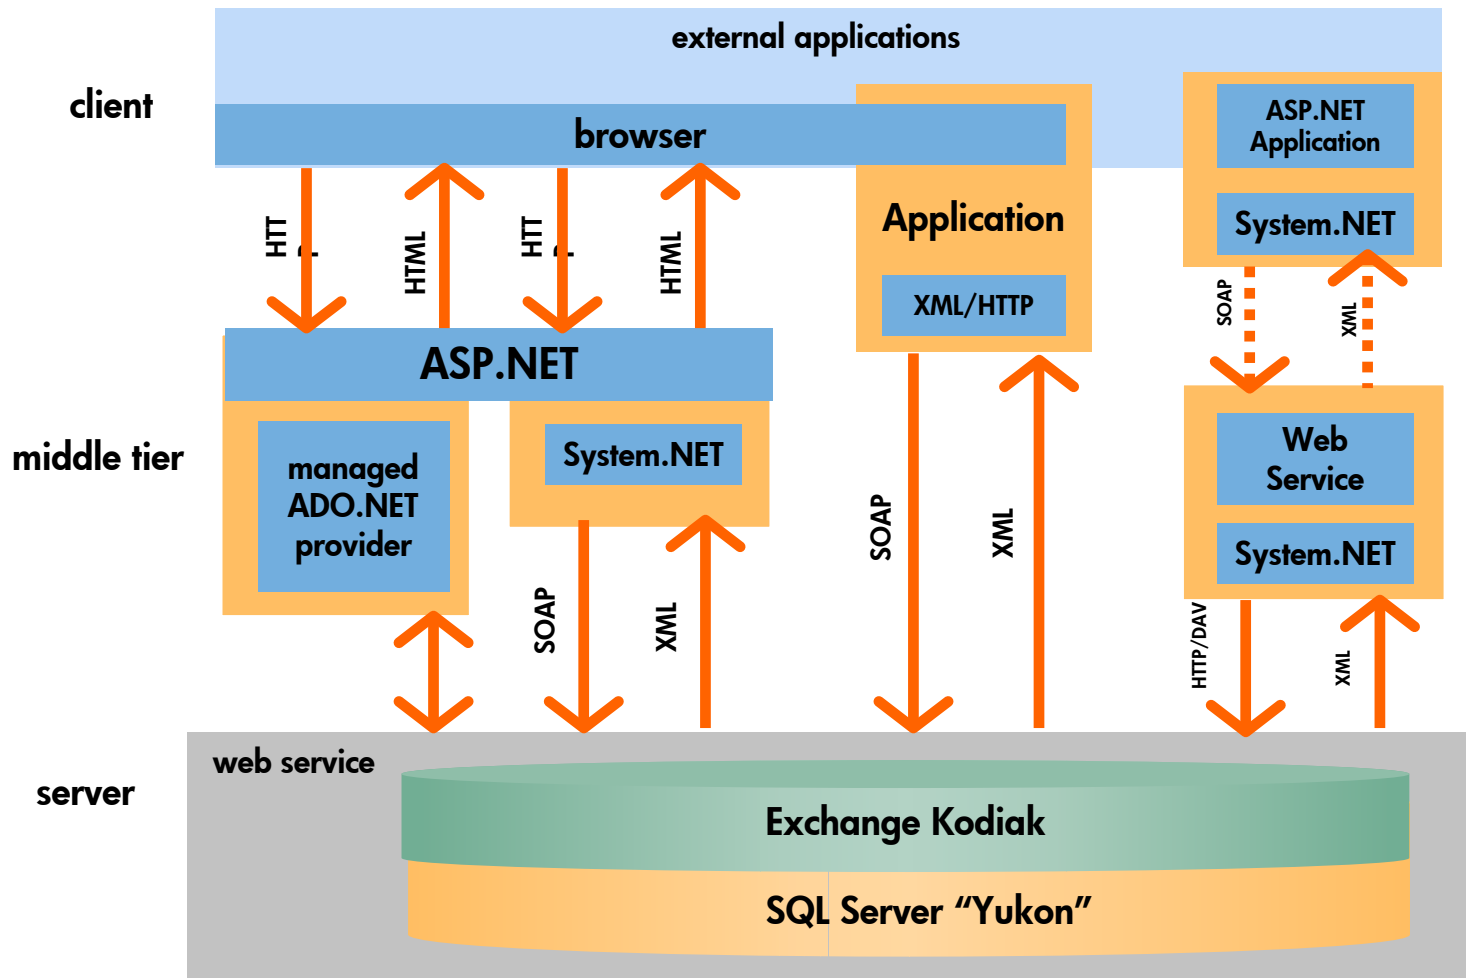 external applications
client
browser
ASP.NET
Application
System.NET
Application
XML/HTTP
HTT
P
HTML
HTT
P
HTML
SOAP
XML
ASP.NET
middle tier
managed
ADO.NET
provider
System.NET
Web
Service
System.NET
SOAP
XML
SOAP
XML
HTTP/DAV
XML
web service
server
Exchange Kodiak
SQL Server “Yukon”